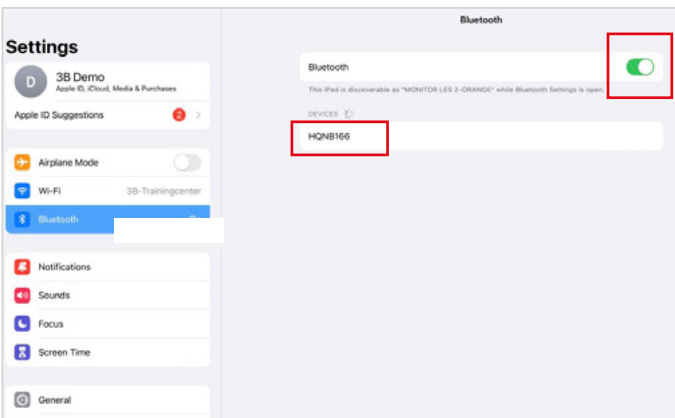 Bluetooth
Settings
D
3B Demo
Apple ID, iCloud, Media & Purchases
Apple ID Suggestions
2
Airplane Mode
Wi-Fi
3B-Trainingcenter
Bluetooth
Notifications
Sounds
Focus
Screen Time
General
Bluetooth
This iPad is discoverable as "MONITOR LES 2-ORANGE" while Bluetooth Settings is open.
DEVICES
HQNB166